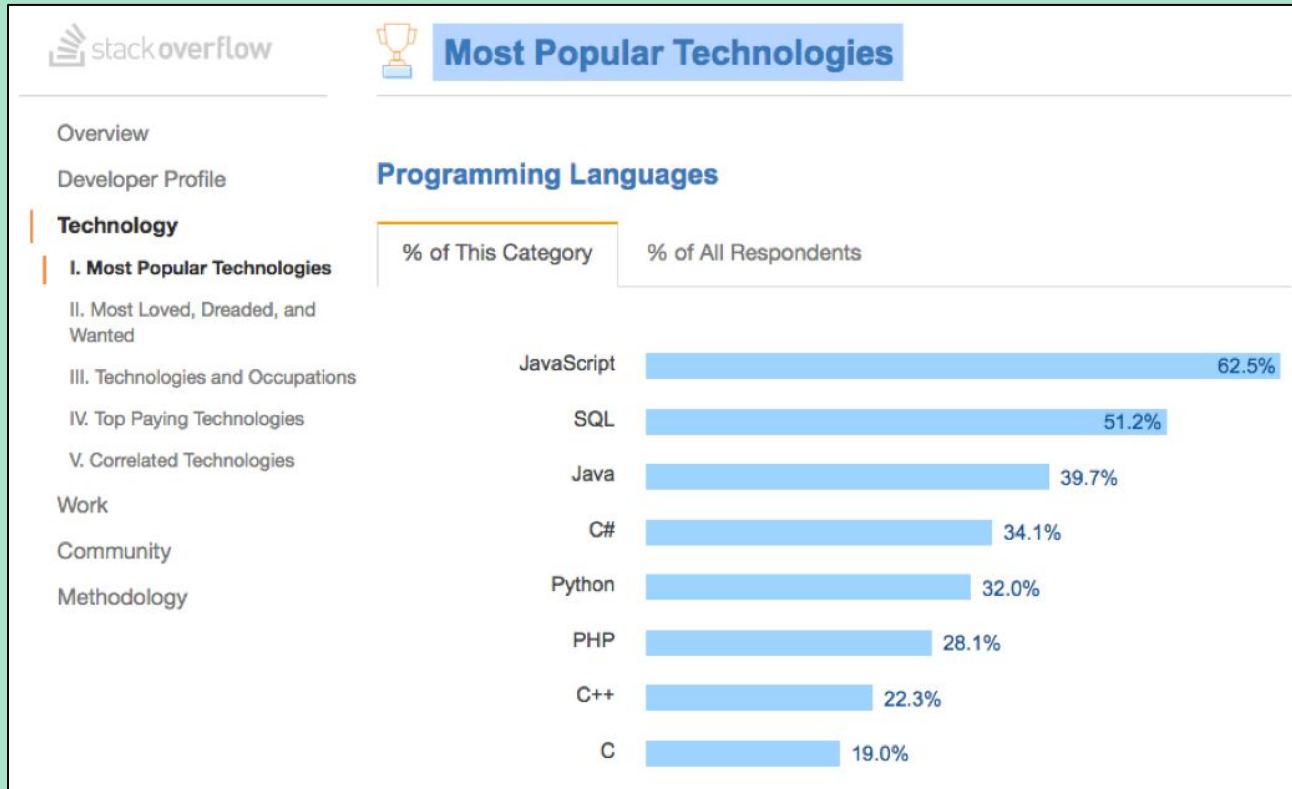 stackoverflow
Most Popular Technologies
Overview
Developer Profile
Technology
I. Most Popular Technologies
II. Most Loved, Dreaded, and
Wanted
III. Technologies and Occupations
IV. Top Paying Technologies
V. Correlated Technologies
Work
Community
Methodology
Programming Languages
% of This Category
% of All Respondents
JavaScript 62.5%
SQL 51.2%
Java 39.7%
C# 34.1%
Python 32.0%
PHP 28.1%
C++ 22.3%
C 19.0%